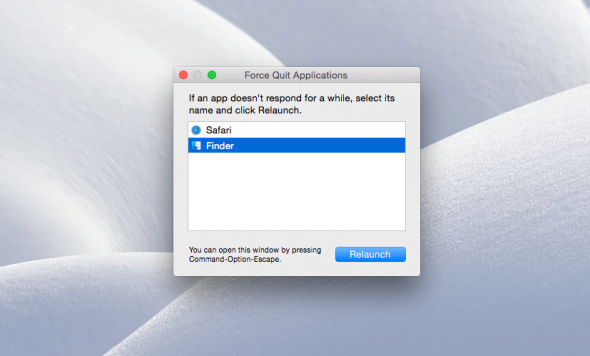 Force Quit Applications
If an app doesn't respond for a while, select its
name and click Relaunch.
Safari
Finder
You can open this window by pressing
Command-Option-Escape.
Relaunch